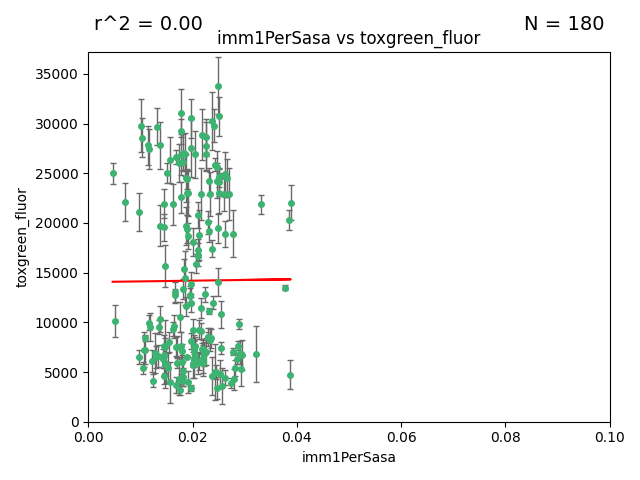 r^2 = 0.00
N = 180
imm1PerSasa vs toxgreen_fluor
toxgreen_fluor
35000
30000
25000
20000
15000
10000
5000
0
0.00
0.02
0.04
0.06
0.08
0.10
imm1PerSasa